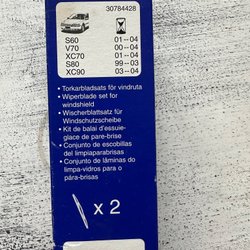 30784428
S60 01–04
V70 00–04
XC70 01–04
S80 99–03
XC90 03–04
• Torkarbladsats för vindruta
• Wiperblade set for
windshield
• Wischerblattsatz für
Windschutzscheibe
• Kit de balai d'essuie-
glace de pare-brise
• Conjunto de escobillas
del limpiaparabrisas
• Conjunto de lâminas do
limpa-vidros para o
pára-brisas
x 2